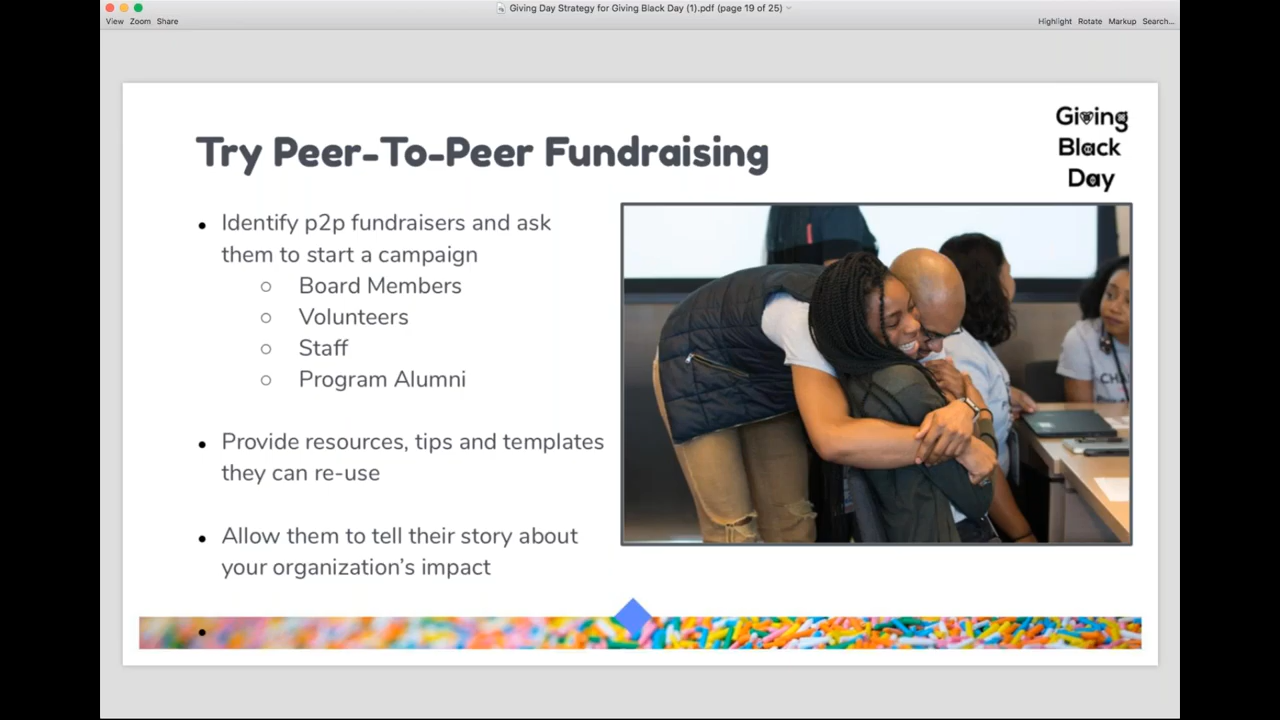 Giving Day Strategy for Giving Black Day (1).pdf (page 19 of 25)
View Zoom Share
Highlight Rotate Markup Search...
Giving
Black
Day
Try Peer-To-Peer Fundraising
• Identify p2p fundraisers and ask
them to start a campaign
○ Board Members
○ Volunteers
○ Staff
○ Program Alumni
• Provide resources, tips and templates
they can re-use
• Allow them to tell their story about
your organization’s impact
•